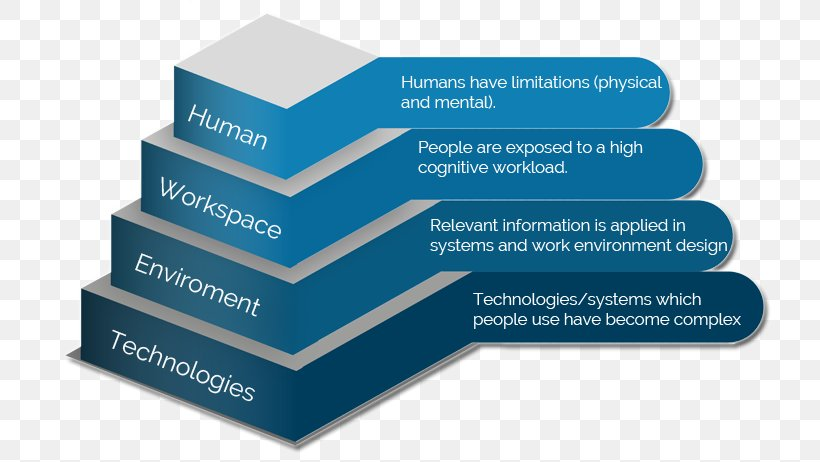 Human
Humans have limitations (physical
and mental).
Workspace
People are exposed to a high
cognitive workload.
Enviroment
Relevant information is applied in
systems and work environment design
Technologies
Technologies/systems which
people use have become complex